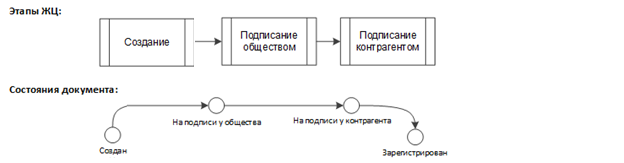 Этапы ЖЦ:
Создание
Подписание
обществом
Подписание
контрагентом
Состояния документа:
На подписи у общества
На подписи у контрагента
Создан
Зарегистрирован